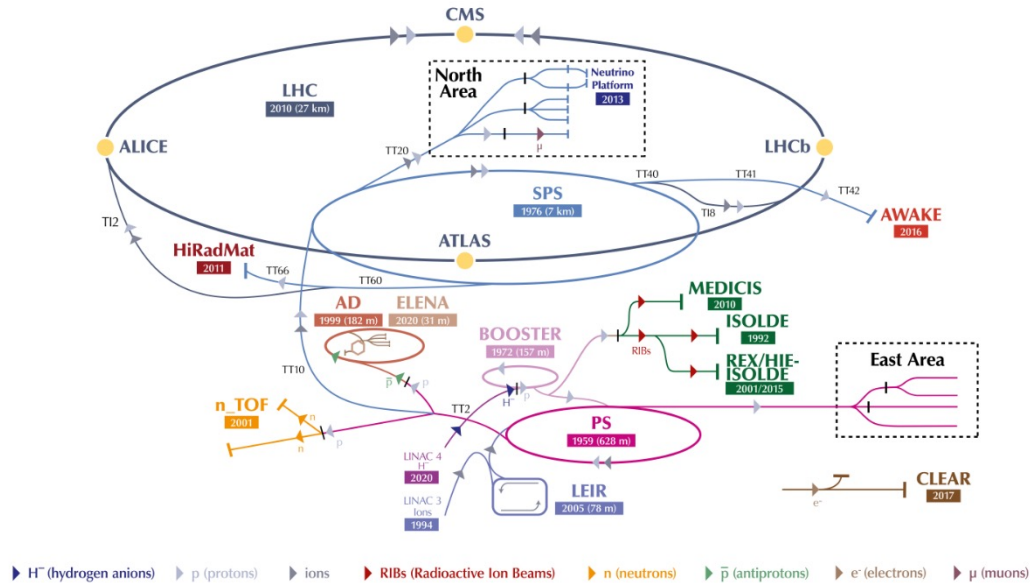 CMS
North
Area
Neutrino
Platform
2013
LHC
2010 (27 km)
μ
ALICE
LHCb
TT20
TT40
TT41
TT42
SPS
1976 (7 km)
TI8
AWAKE
2016
TI2
ATLAS
HiRadMat
2011
TT66
TT60
MEDICIS
2010
AD
1999 (182 m)
ELENA
2020 (31 m)
BOOSTER
1972 (157 m)
ISOLDE
1992
RIBs
REX/HIE-
ISOLDE
2001/2015
East Area
TT10
p̅
p
H⁻
p
TT2
n_TOF
2001
n
n
p
PS
1959 (628 m)
LINAC 4
H⁻
2020
LINAC 3
Ions
1994
LEIR
2005 (78 m)
CLEAR
2017
e⁻
H⁻ (hydrogen anions)
p (protons)
ions
RIBs (Radioactive Ion Beams)
n (neutrons)
p̅ (antiprotons)
e⁻ (electrons)
μ (muons)